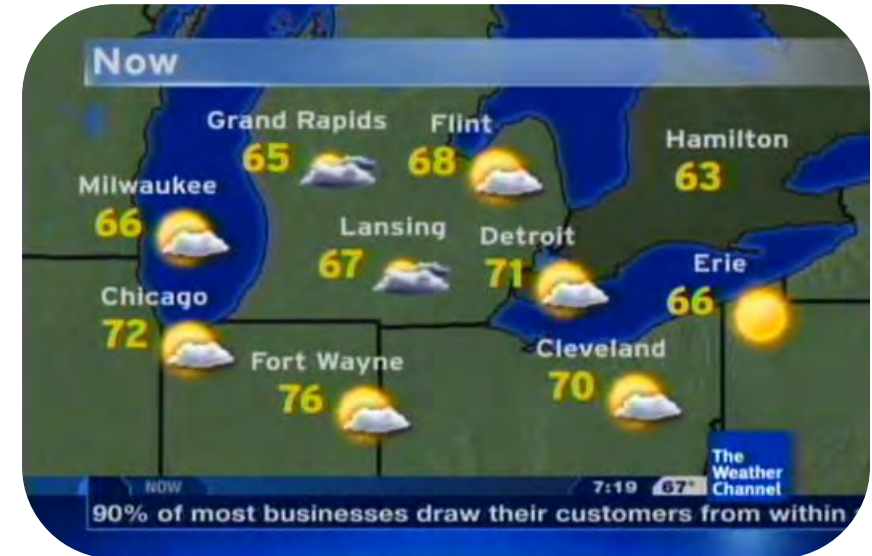 Now
Grand Rapids
65
Flint
68
Hamilton
63
Milwaukee
66
Lansing
67
Detroit
71
Erie
66
Chicago
72
Fort Wayne
76
Cleveland
70
The
Weather
Channel
NOW
7:19 67°
90% of most businesses draw their customers from within